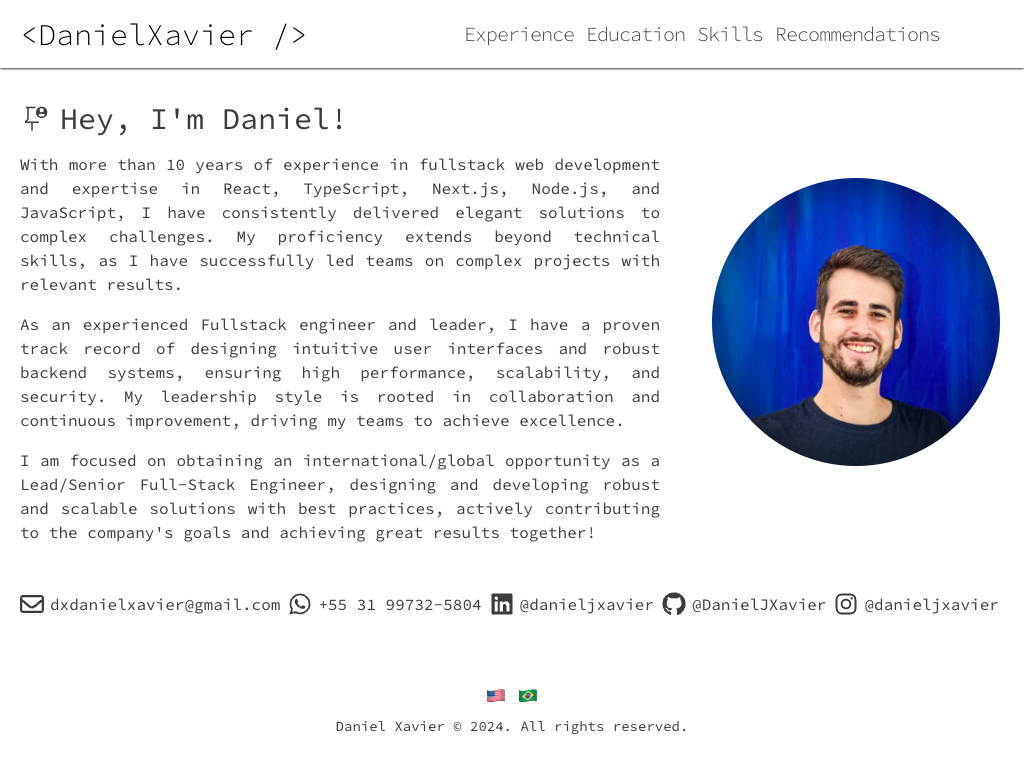 <DanielXavier />
Experience Education Skills Recommendations
Hey, I'm Daniel!
With more than 10 years of experience in fullstack web development
and expertise in React, TypeScript, Next.js, Node.js, and
JavaScript, I have consistently delivered elegant solutions to
complex challenges. My proficiency extends beyond technical
skills, as I have successfully led teams on complex projects with
relevant results.
As an experienced Fullstack engineer and leader, I have a proven
track record of designing intuitive user interfaces and robust
backend systems, ensuring high performance, scalability, and
security. My leadership style is rooted in collaboration and
continuous improvement, driving my teams to achieve excellence.
I am focused on obtaining an international/global opportunity as a
Lead/Senior Full-Stack Engineer, designing and developing robust
and scalable solutions with best practices, actively contributing
to the company's goals and achieving great results together!
dxdanielxavier@gmail.com +55 31 99732-5804 @danieljxavier @DanielJXavier @danieljxavier
Daniel Xavier © 2024. All rights reserved.